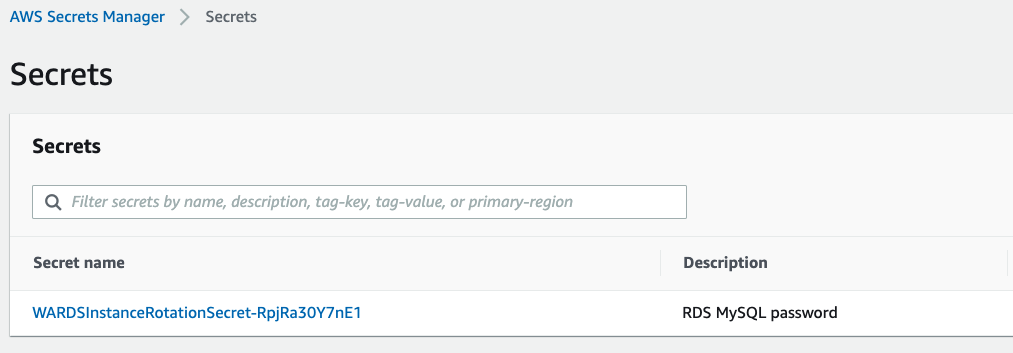 AWS Secrets Manager > Secrets
Secrets
Secrets
Filter secrets by name, description, tag-key, tag-value, or primary-region
Secret name Description
WARDSInstanceRotationSecret-RpjRa30Y7nE1 RDS MySQL password